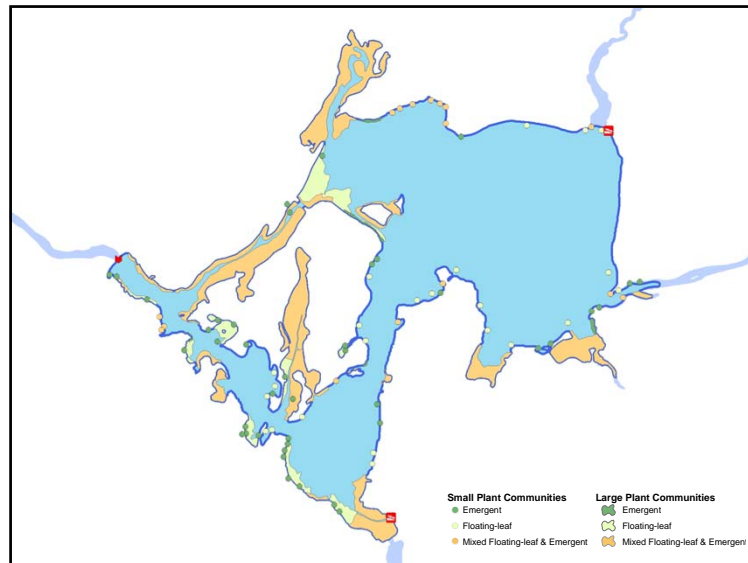 Small Plant Communities
Emergent
Floating-leaf
Mixed Floating-leaf & Emergent
Large Plant Communities
Emergent
Floating-leaf
Mixed Floating-leaf & Emergent